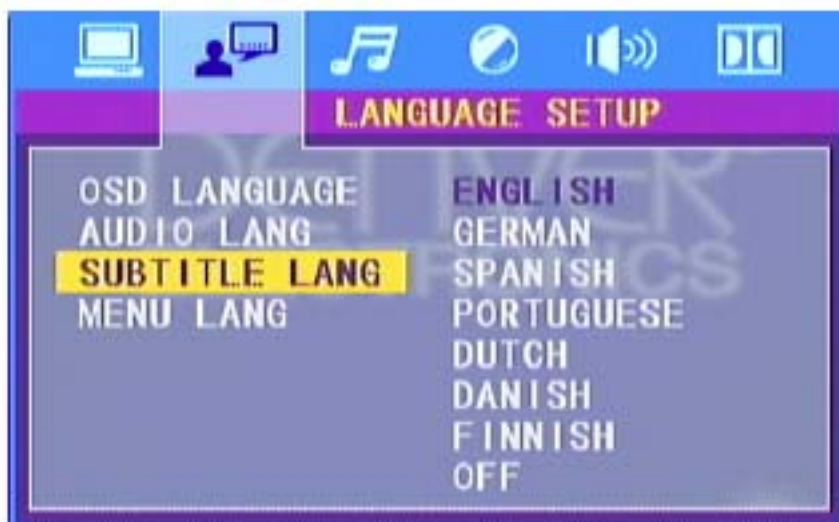 LANGUAGE SETUP
OSD LANGUAGE
AUDIO LANG
SUBTITLE LANG
MENU LANG
ENGLISH
GERMAN
SPANISH
PORTUGUESE
DUTCH
DANISH
FINNISH
OFF